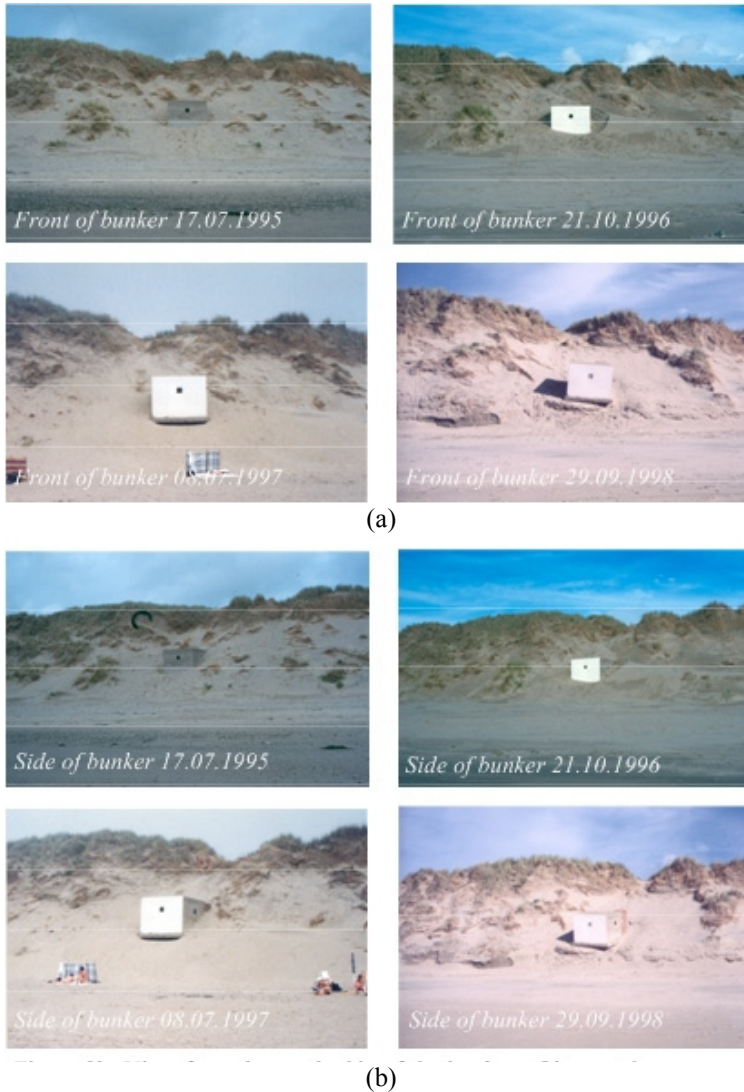 Front of bunker 17.07.1995
Front of bunker 21.10.1996
Front of bunker 08.07.1997
Front of bunker 29.09.1998
(a)
Side of bunker 17.07.1995
Side of bunker 21.10.1996
Side of bunker 08.07.1997
Side of bunker 29.09.1998
(b)